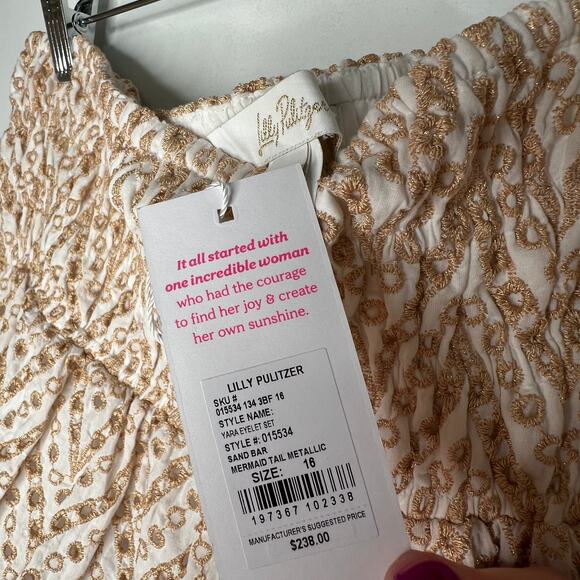 Lilly Pulitzer
It all started with
one incredible woman
who had the courage
to find her joy & create
her own sunshine.
LILLY PULITZER
SKU #
015534 134 3BF 16
STYLE NAME:
YARA EYELET SET
STYLE #: 015534
SAND BAR
MERMAID TAIL METALLIC
SIZE: 16
197367 102338
MANUFACTURER'S SUGGESTED PRICE
$238.00